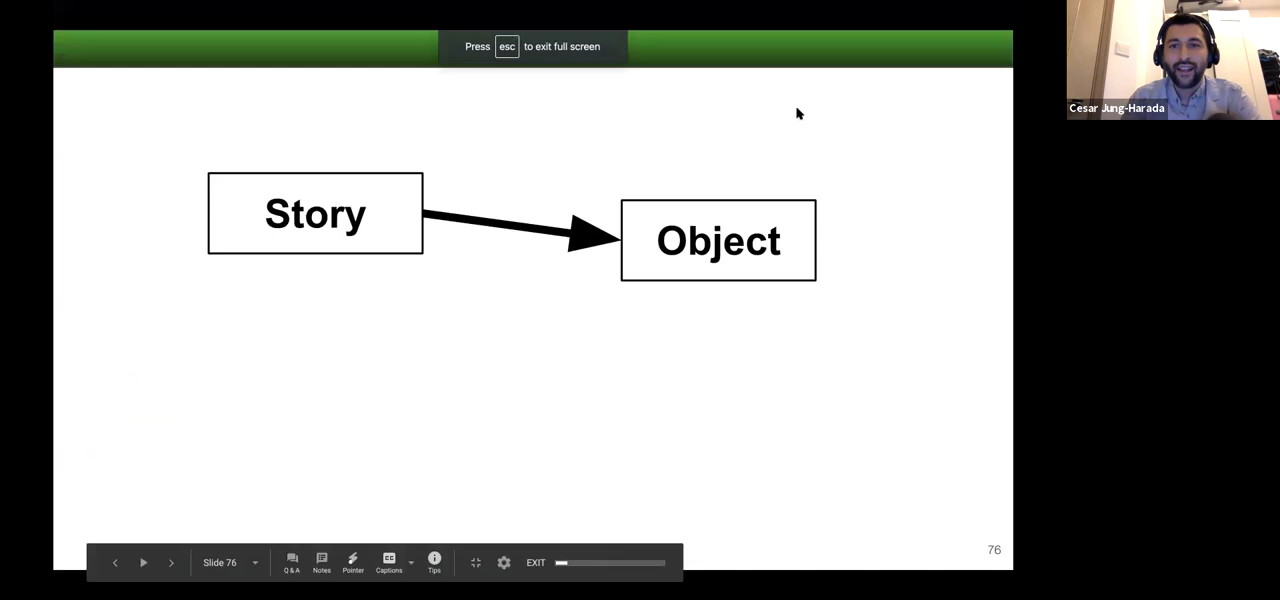 Press esc to exit full screen
Cesar Jung-Harada
Story
Object
76
Slide 76
Q & A
Notes
Pointer
CC
Captions
Tips
EXIT